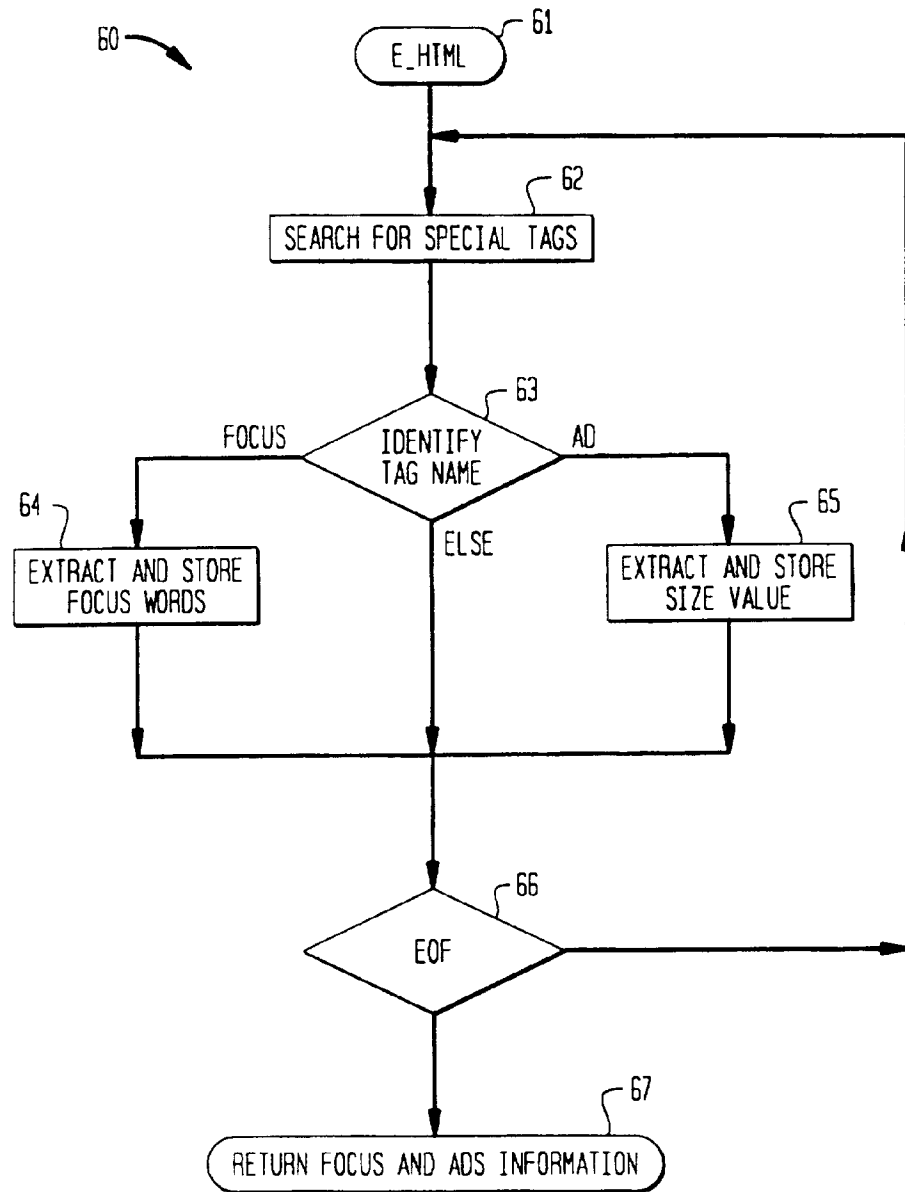 60
61
E_HTML
62
SEARCH FOR SPECIAL TAGS
63
FOCUS
IDENTIFY
TAG NAME
AD
64
ELSE
65
EXTRACT AND STORE
FOCUS WORDS
EXTRACT AND STORE
SIZE VALUE
66
EOF
67
RETURN FOCUS AND ADS INFORMATION